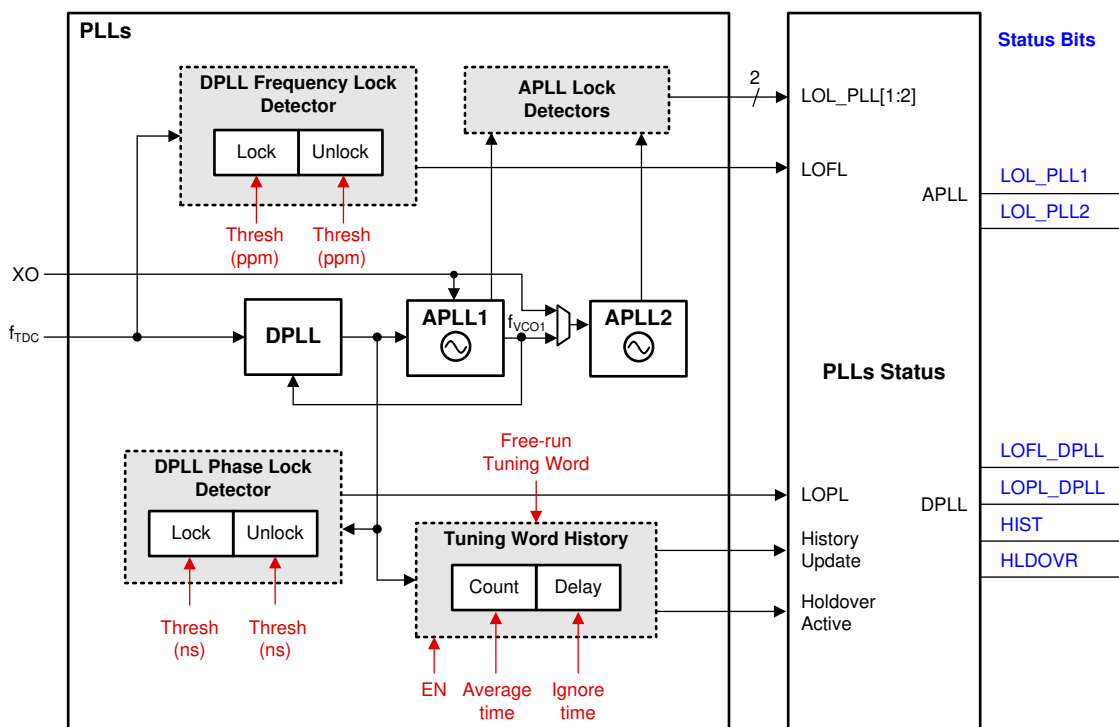 PLLs
Status Bits
DPLL Frequency Lock
Detector
Lock
Unlock
Thresh
(ppm)
Thresh
(ppm)
APLL Lock
Detectors
2
LOL_PLL[1:2]
LOFL
APLL
LOL_PLL1
LOL_PLL2
XO
fTDC
DPLL
APLL1
fVCO1
APLL2
PLLs Status
Free-run
Tuning Word
DPLL Phase Lock
Detector
Lock
Unlock
Thresh
(ns)
Thresh
(ns)
Tuning Word History
Count
Delay
EN
Average
time
Ignore
time
LOPL
History
Update
Holdover
Active
DPLL
LOFL_DPLL
LOPL_DPLL
HIST
HLDOVR